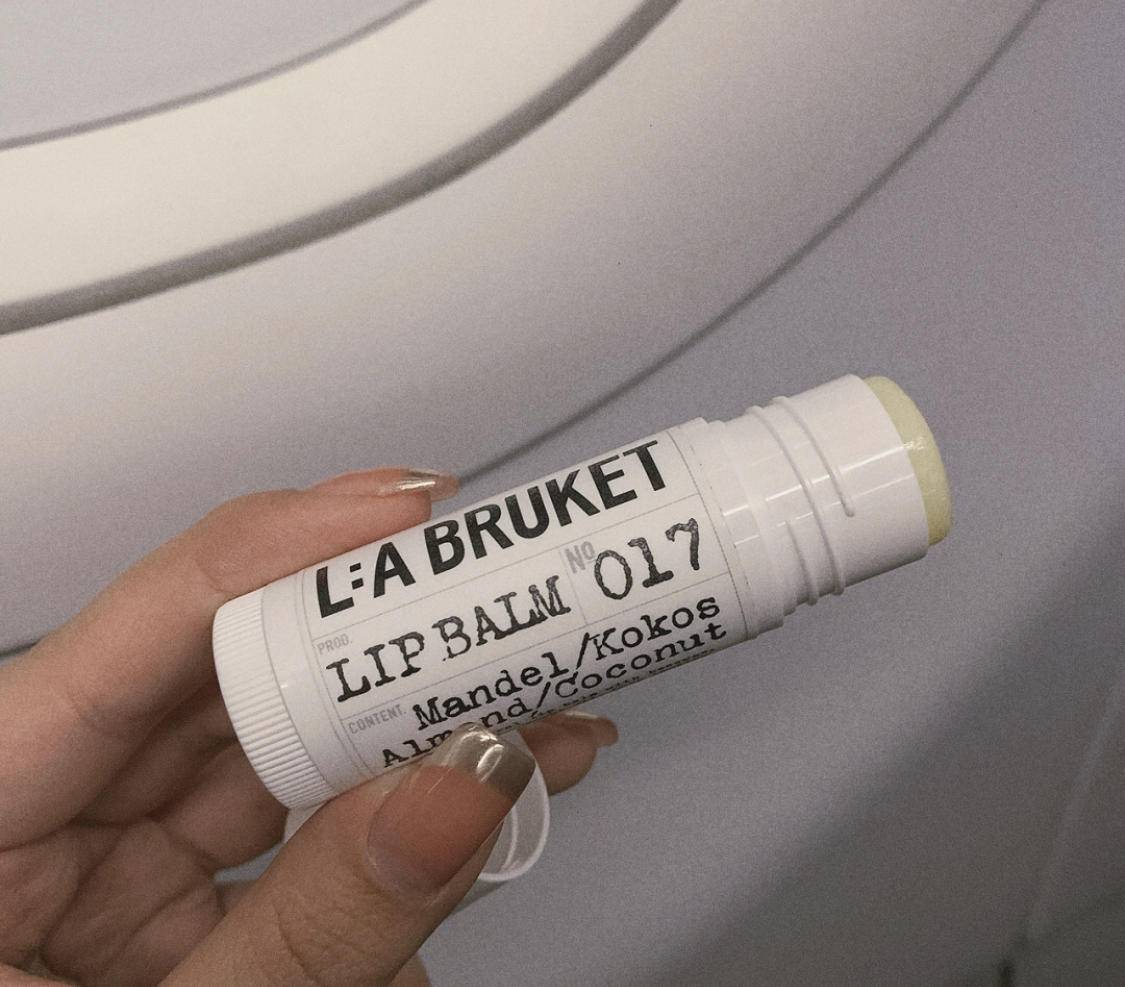 L:A BRUKET
PROD.
LIP BALM
Nº 017
CONTENT.
Mandel/Kokos
Almond/Coconut